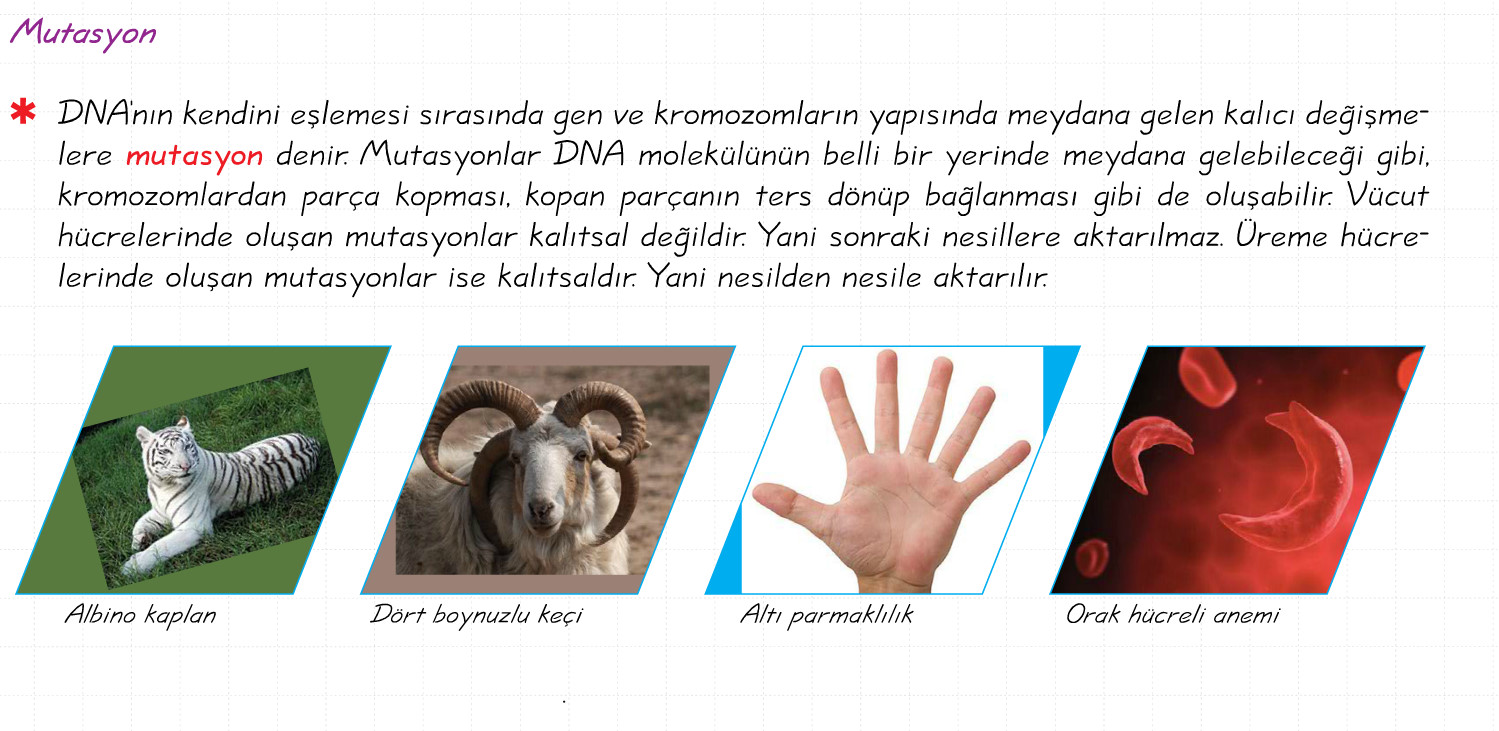 Mutasyon
* DNA'nın kendini eşlemesi sırasında gen ve kromozomların yapısında meydana gelen kalıcı değişme-
lere mutasyon denir. Mutasyonlar DNA molekülünün belli bir yerinde meydana gelebileceği gibi,
kromozomlardan parça kopması, kopan parçanın ters dönüp bağlanması gibi de oluşabilir. Vücut
hücrelerinde oluşan mutasyonlar kalıtsal değildir. Yani sonraki nesillere aktarılmaz. Üreme hücre-
lerinde oluşan mutasyonlar ise kalıtsaldır. Yani nesilden nesile aktarılır.
Albino kaplan
Dört boynuzlu keçi
Altı parmaklılık
Orak hücreli anemi